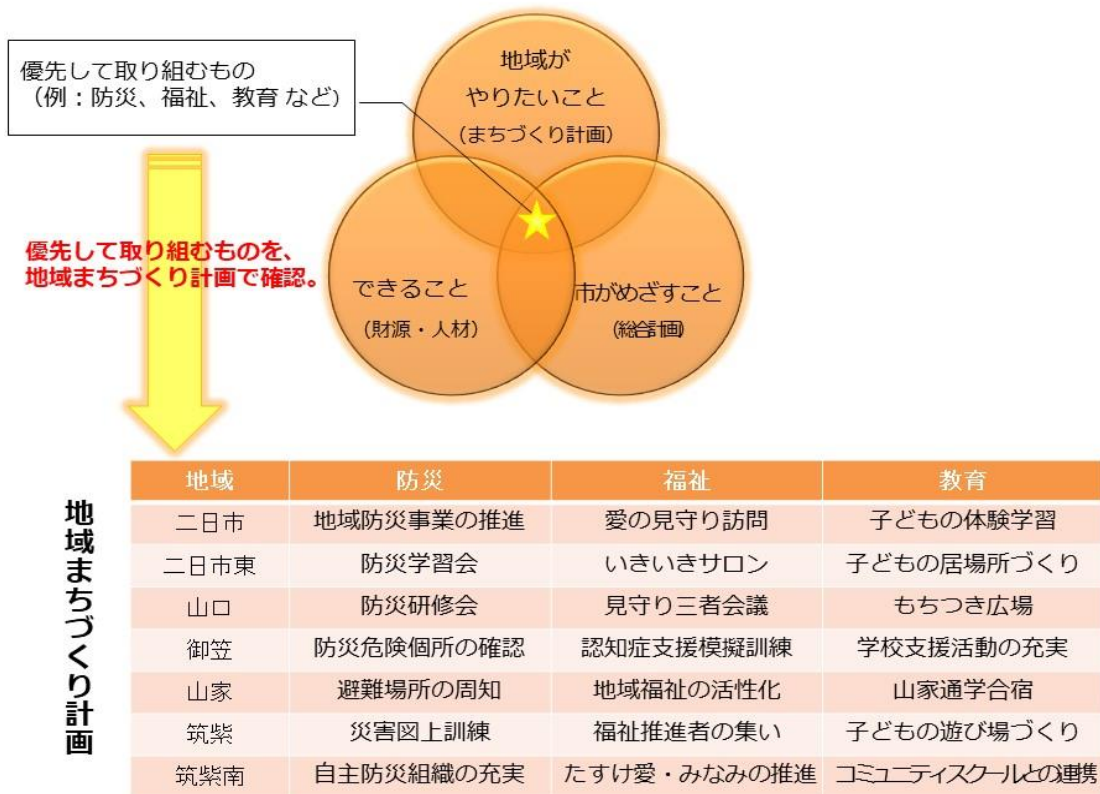 優先して取り組むもの
（例：防災、福祉、教育 など）
地域が
やりたいこと
（まちづくり計画）
優先して取り組むものを、
地域まちづくり計画で確認。
できること
（財源・人材）
市がめざすこと
（総合計画）
地域まちづくり計画
地域 防災 福祉 教育
二日市 地域防災事業の推進 愛の見守り訪問 子どもの体験学習
二日市東 防災学習会 いきいきサロン 子どもの居場所づくり
山口 防災研修会 見守り三者会議 もちつき広場
御笠 防災危険個所の確認 認知症支援模擬訓練 学校支援活動の充実
山家 避難場所の周知 地域福祉の活性化 山家通学合宿
筑紫 災害図上訓練 福祉推進者の集い 子どもの遊び場づくり
筑紫南 自主防災組織の充実 たすけ愛・みなみの推進 コミュニティスクールとの連携